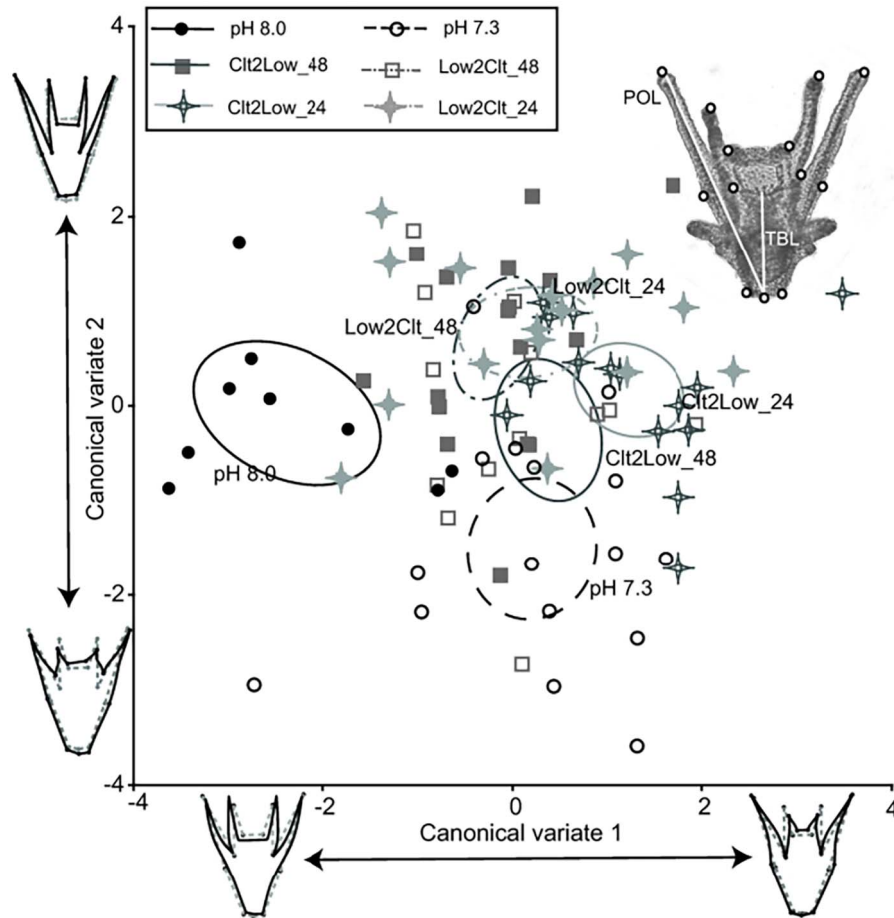 4
pH 8.0
pH 7.3
Clt2Low_48
Low2Clt_48
Clt2Low_24
Low2Clt_24
POL
TBL
2
Low2Clt_24
Low2Clt_48
Canonical variate 2
0
Clt2Low_24
Clt2Low_48
pH 8.0
-2
pH 7.3
-4
-4
-2
0
2
4
Canonical variate 1